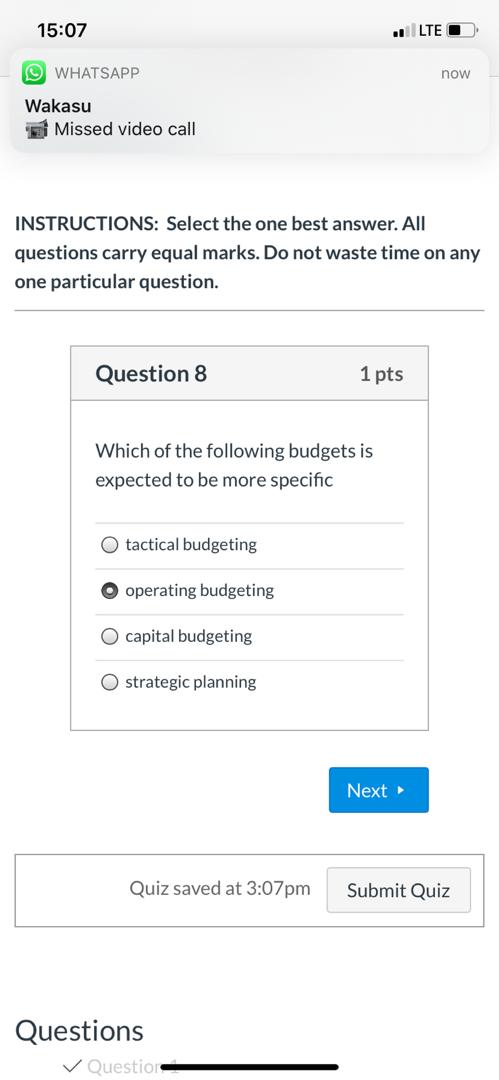 15:07
LTE
WHATSAPP
now
Wakasu
Missed video call
INSTRUCTIONS: Select the one best answer. All
questions carry equal marks. Do not waste time on any
one particular question.
Question 8
1 pts
Which of the following budgets is
expected to be more specific
tactical budgeting
operating budgeting
capital budgeting
strategic planning
Next
Quiz saved at 3:07pm
Submit Quiz
Questions
Question 1